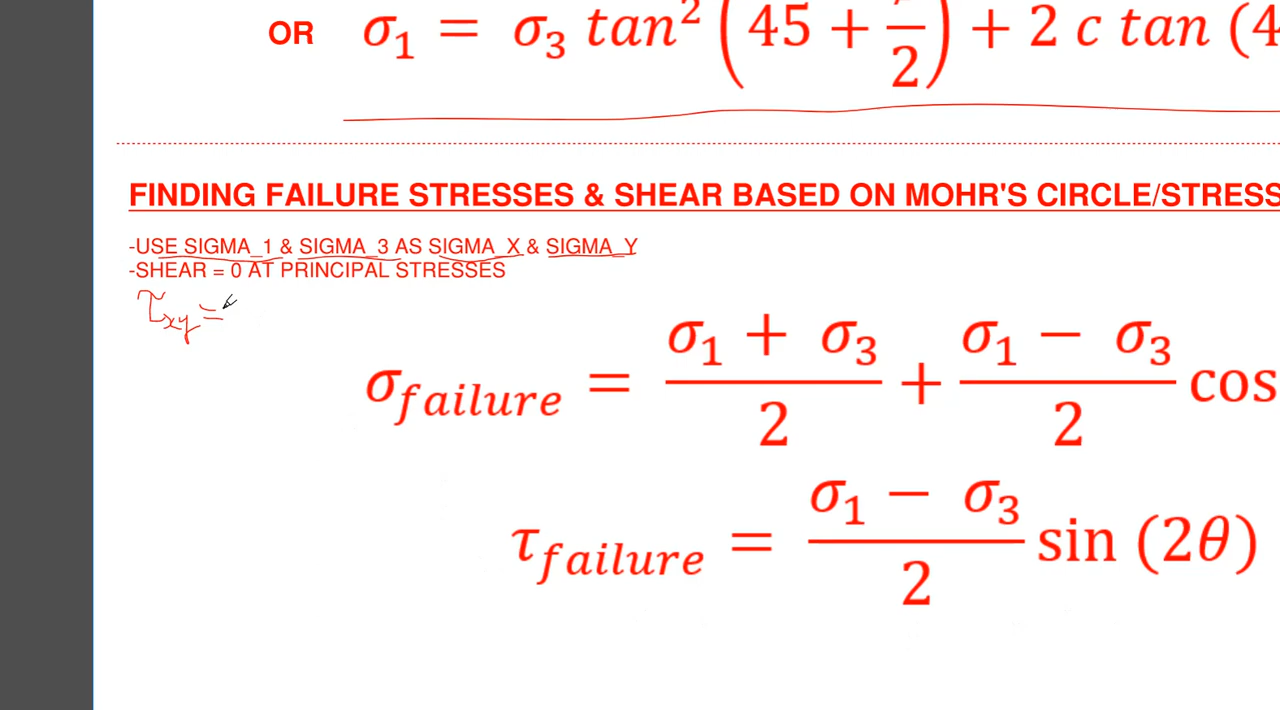 OR σ₁ = σ₃ tan² (45 + /2) + 2 c tan (4
FINDING FAILURE STRESSES & SHEAR BASED ON MOHR'S CIRCLE/STRESS
-USE SIGMA_1 & SIGMA_3 AS SIGMA_X & SIGMA_Y
-SHEAR = 0 AT PRINCIPAL STRESSES
τxy =
σfailure = (σ₁ + σ₃)/2 + (σ₁ − σ₃)/2 cos
τfailure = (σ₁ − σ₃)/2 sin (2θ)